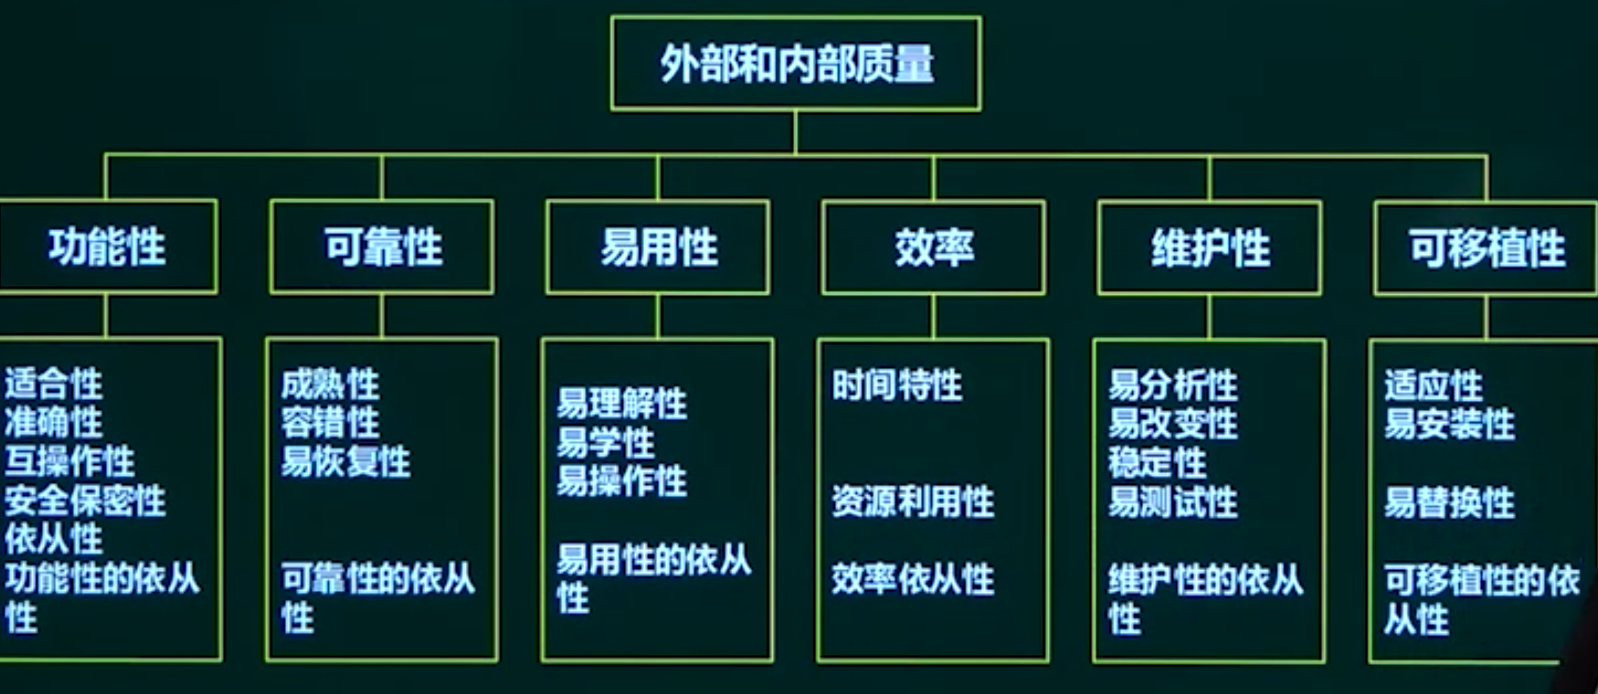 外部和内部质量
功能性
可靠性
易用性
效率
维护性
可移植性
适合性
准确性
互操作性
安全保密性
依从性
功能性的依从
性
成熟性
容错性
易恢复性
可靠性的依从
性
易理解性
易学性
易操作性
易用性的依从
性
时间特性
资源利用性
效率依从性
易分析性
易改变性
稳定性
易测试性
维护性的依从
性
适应性
易安装性
易替换性
可移植性的依
从性